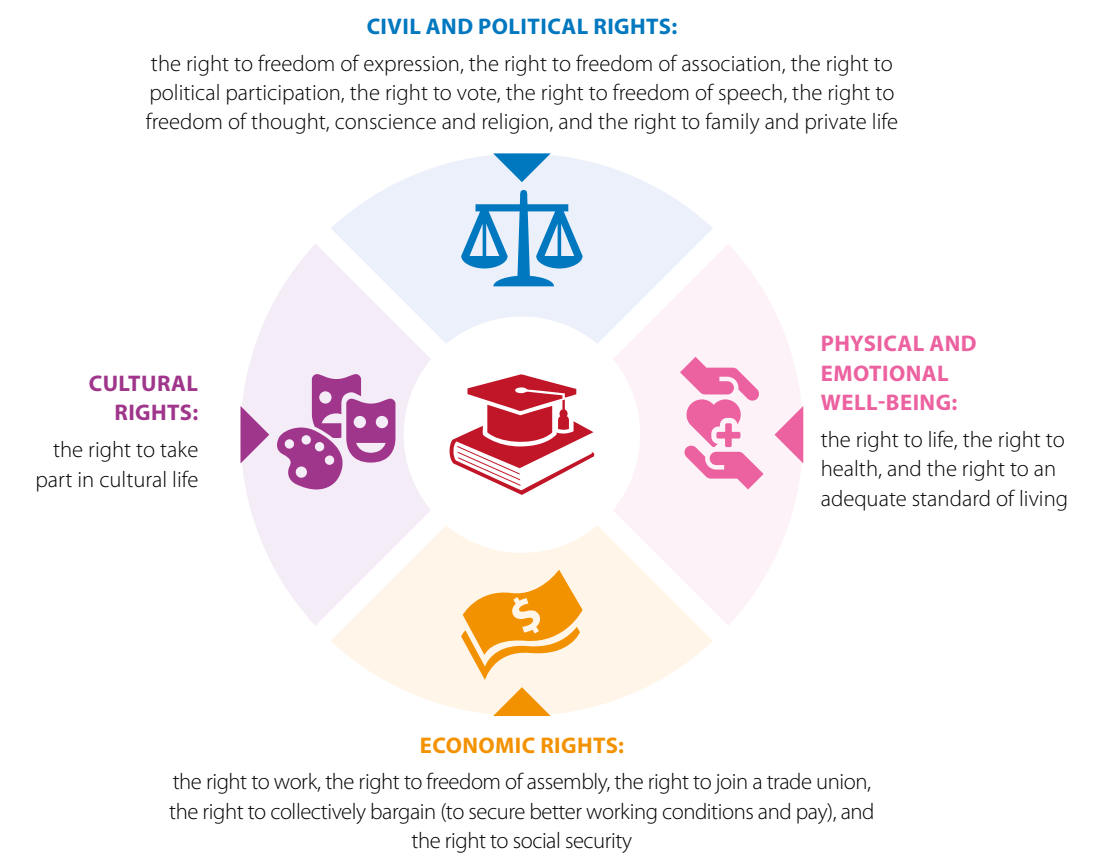 CIVIL AND POLITICAL RIGHTS:
the right to freedom of expression, the right to freedom of association, the right to
political participation, the right to vote, the right to freedom of speech, the right to
freedom of thought, conscience and religion, and the right to family and private life
CULTURAL
RIGHTS:
the right to take
part in cultural life
PHYSICAL AND
EMOTIONAL
WELL-BEING:
the right to life, the right to
health, and the right to an
adequate standard of living
$
ECONOMIC RIGHTS:
the right to work, the right to freedom of assembly, the right to join a trade union,
the right to collectively bargain (to secure better working conditions and pay), and
the right to social security